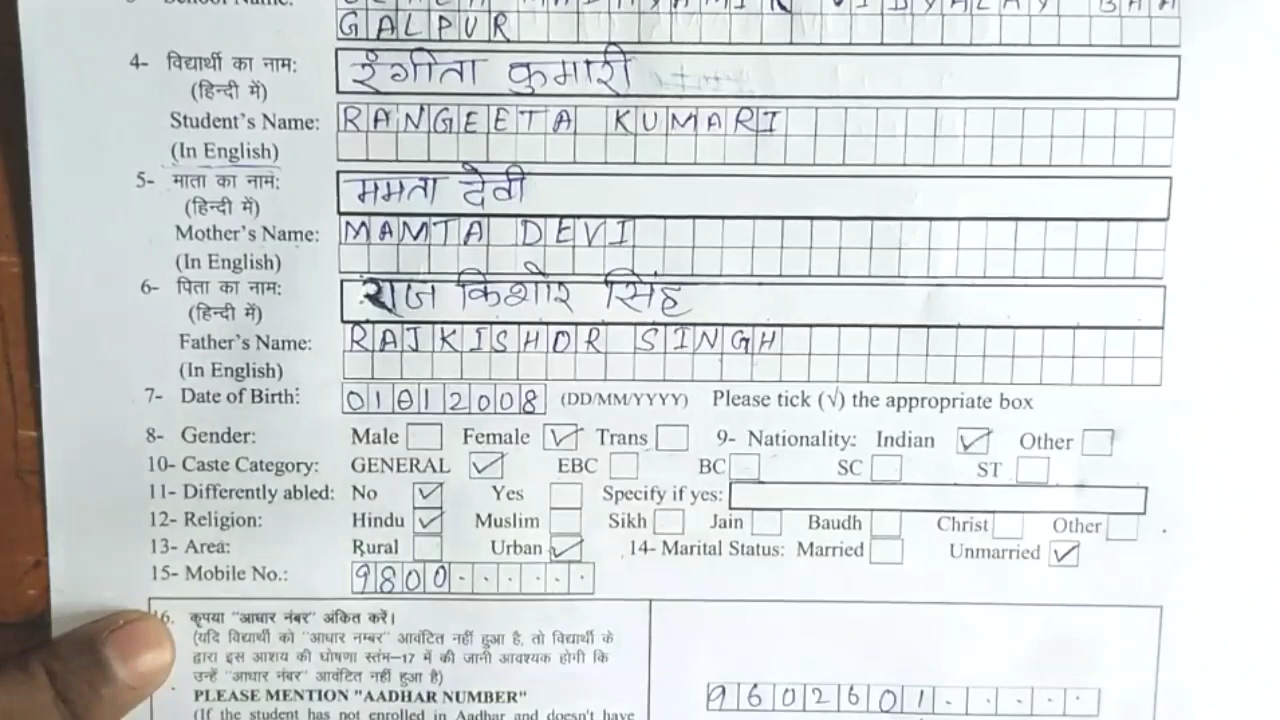 GALPUR
4- विद्यार्थी का नाम: रंगीता कुमारी
(हिन्दी में)
Student's Name: RANGEETA KUMARI
(In English)
5- माता का नाम: ममता देवी
(हिन्दी में)
Mother's Name: MAMTA DEVI
(In English)
6- पिता का नाम: राज किशोर सिंह
(हिन्दी में)
Father's Name: RAJKISHOR SINGH
(In English)
7- Date of Birth: 01012008 (DD/MM/YYYY) Please tick (√) the appropriate box
8- Gender: Male Female ✓ Trans 9- Nationality: Indian ✓ Other
10- Caste Category: GENERAL ✓ EBC BC SC ST
11- Differently abled: No ✓ Yes Specify if yes:
12- Religion: Hindu ✓ Muslim Sikh Jain Baudh Christ Other
13- Area: Rural Urban ✓ 14- Marital Status: Married Unmarried ✓
15- Mobile No.: 9800······
16. कृपया "आधार नंबर" अंकित करें।
(यदि विद्यार्थी को "आधार नम्बर" आवंटित नहीं हुआ है, तो विद्यार्थी के
द्वारा इस आशय की घोषणा स्तंभ–17 में की जानी आवश्यक होगी कि
उन्हें "आधार नंबर" आवंटित नहीं हुआ है)
PLEASE MENTION "AADHAR NUMBER"
(If the student has not enrolled in Aadhar and doesn't have
9602601·····